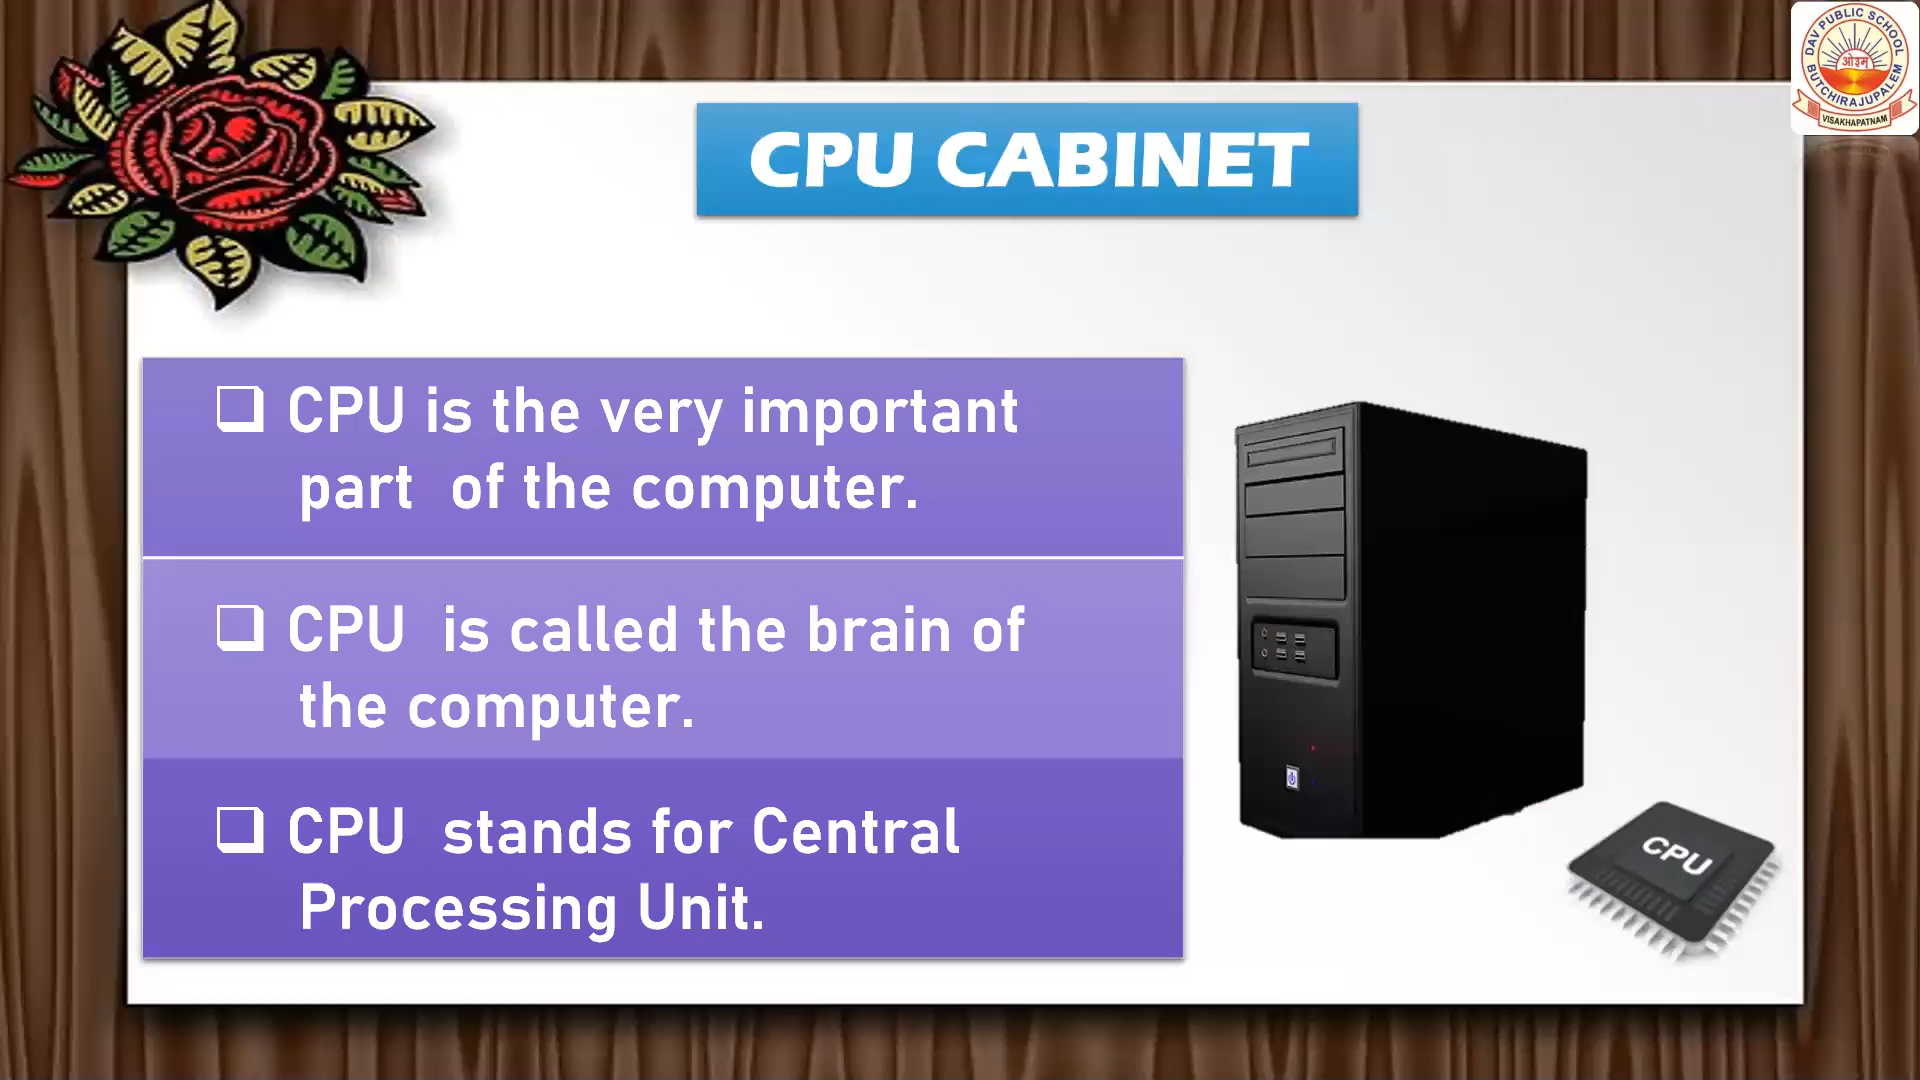 DAV PUBLIC SCHOOL
ओ३म्
BUTCHIRAJUPALEM
VISAKHAPATNAM
CPU CABINET
❑ CPU is the very important
part of the computer.
❑ CPU is called the brain of
the computer.
❑ CPU stands for Central
Processing Unit.
CPU